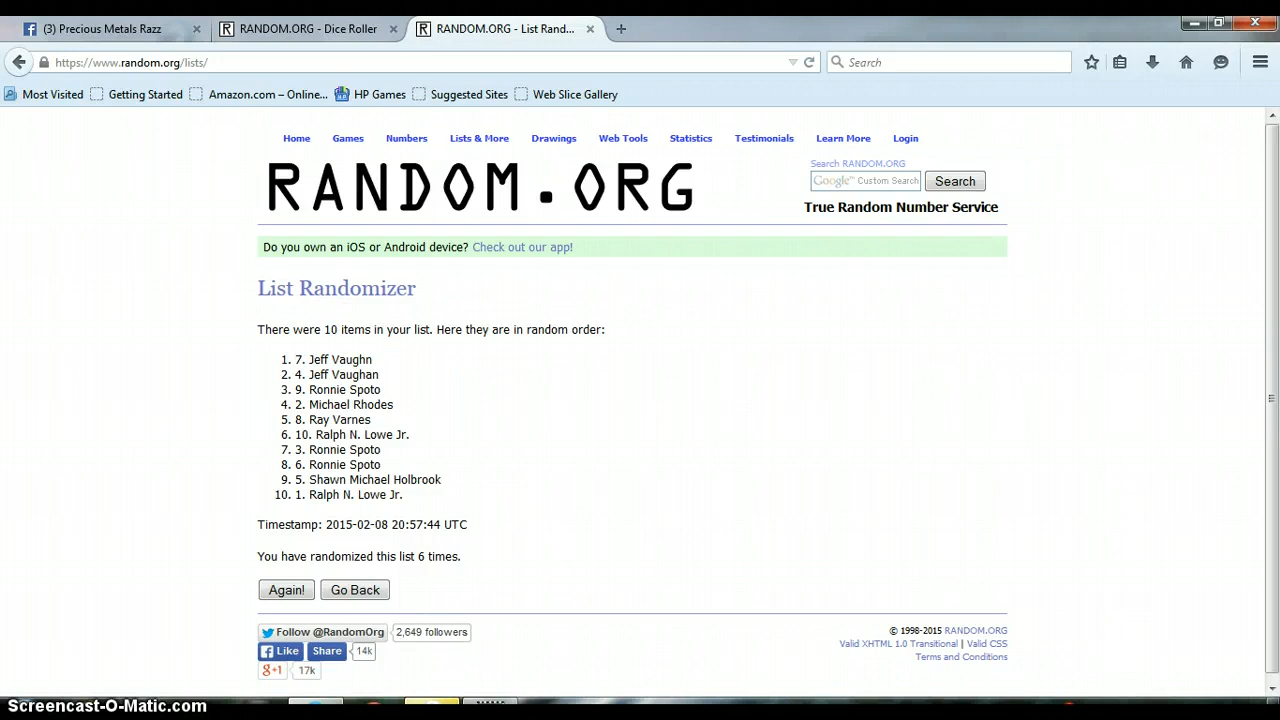 (3) Precious Metals Razz
RANDOM.ORG - Dice Roller
RANDOM.ORG - List Rand...
https://www.random.org/lists/
Search
Most Visited
Getting Started
Amazon.com – Online...
HP Games
Suggested Sites
Web Slice Gallery
Home Games Numbers Lists & More Drawings Web Tools Statistics Testimonials Learn More Login
RANDOM.ORG
Search RANDOM.ORG
Google™ Custom Search
Search
True Random Number Service
Do you own an iOS or Android device? Check out our app!
List Randomizer
There were 10 items in your list. Here they are in random order:
1. 7. Jeff Vaughn
2. 4. Jeff Vaughan
3. 9. Ronnie Spoto
4. 2. Michael Rhodes
5. 8. Ray Varnes
6. 10. Ralph N. Lowe Jr.
7. 3. Ronnie Spoto
8. 6. Ronnie Spoto
9. 5. Shawn Michael Holbrook
10. 1. Ralph N. Lowe Jr.
Timestamp: 2015-02-08 20:57:44 UTC
You have randomized this list 6 times.
Again! Go Back
Follow @RandomOrg 2,649 followers
Like Share 14k
g+1 17k
© 1998-2015 RANDOM.ORG
Valid XHTML 1.0 Transitional | Valid CSS
Terms and Conditions
Screencast-O-Matic.com